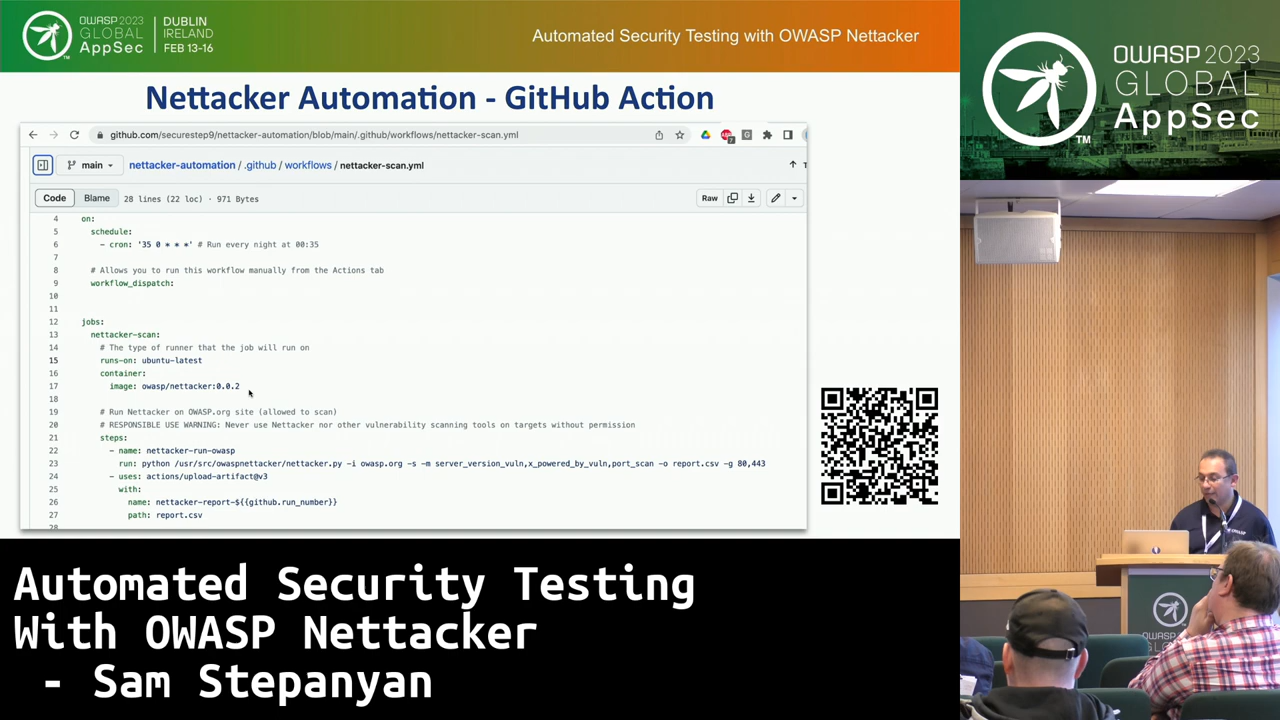 OWASP 2023
GLOBAL
AppSec
DUBLIN
IRELAND
FEB 13-16
TM
Automated Security Testing with OWASP Nettacker
Nettacker Automation - GitHub Action
github.com/securestep9/nettacker-automation/blob/main/.github/workflows/nettacker-scan.yml
7
main
nettacker-automation / .github / workflows / nettacker-scan.yml
Code
Blame
28 lines (22 loc) · 971 Bytes
Raw
4 on:
5 schedule:
6 - cron: '35 0 * * *' # Run every night at 00:35
7
8 # Allows you to run this workflow manually from the Actions tab
9 workflow_dispatch:
10
11
12 jobs:
13 nettacker-scan:
14 # The type of runner that the job will run on
15 runs-on: ubuntu-latest
16 container:
17 image: owasp/nettacker:0.0.2
18
19 # Run Nettacker on OWASP.org site (allowed to scan)
20 # RESPONSIBLE USE WARNING: Never use Nettacker nor other vulnerability scanning tools on targets without permission
21 steps:
22 - name: nettacker-run-owasp
23 run: python /usr/src/owaspnettacker/nettacker.py -i owasp.org -s -m server_version_vuln,x_powered_by_vuln,port_scan -o report.csv -g 80,443
24 - uses: actions/upload-artifact@v3
25 with:
26 name: nettacker-report-${{github.run_number}}
27 path: report.csv
28
Automated Security Testing
With OWASP Nettacker
- Sam Stepanyan
OWASP 2023
GLOBAL
AppSec
TM
OWASP
GLOBAL